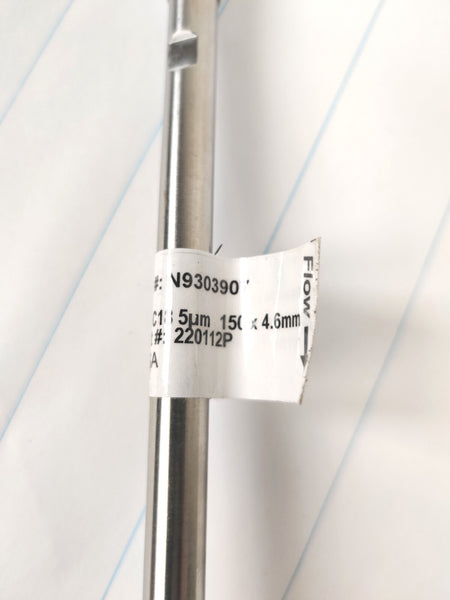 #: N930390
C18 5µm 150 x 4.6mm
#: 220112P
A
Flow